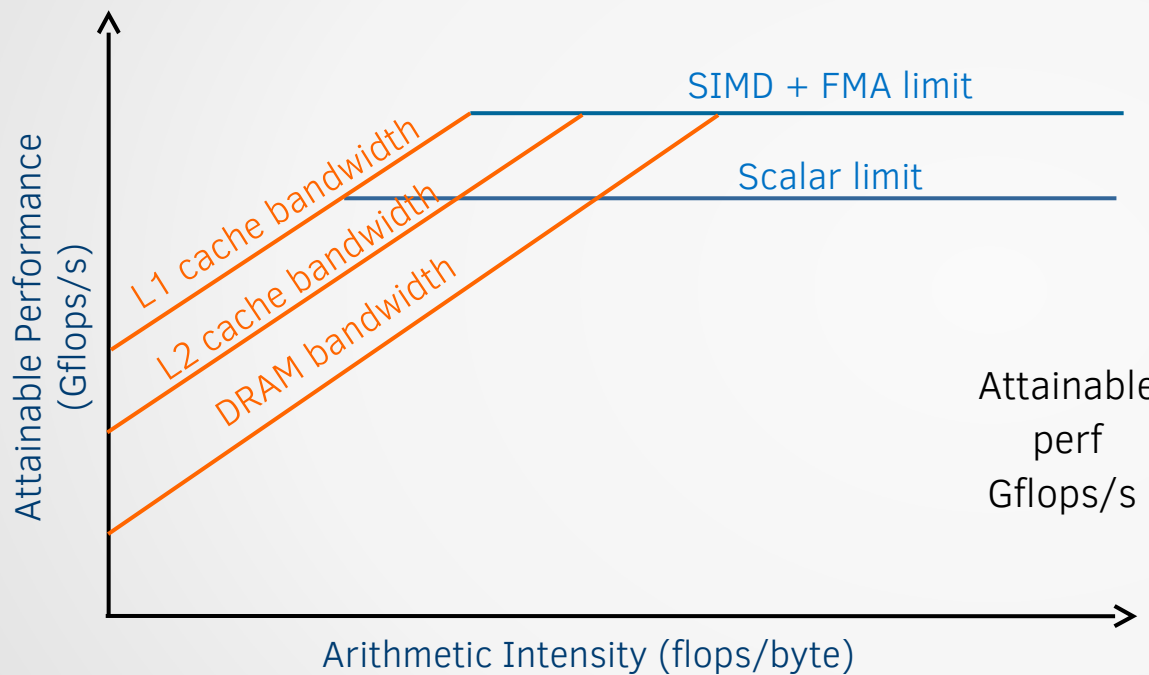 SIMD + FMA limit
Scalar limit
L1 cache bandwidth
L2 cache bandwidth
DRAM bandwidth
Attainable Performance
(Gflops/s)
Attainable
perf
Gflops/s
Arithmetic Intensity (flops/byte)